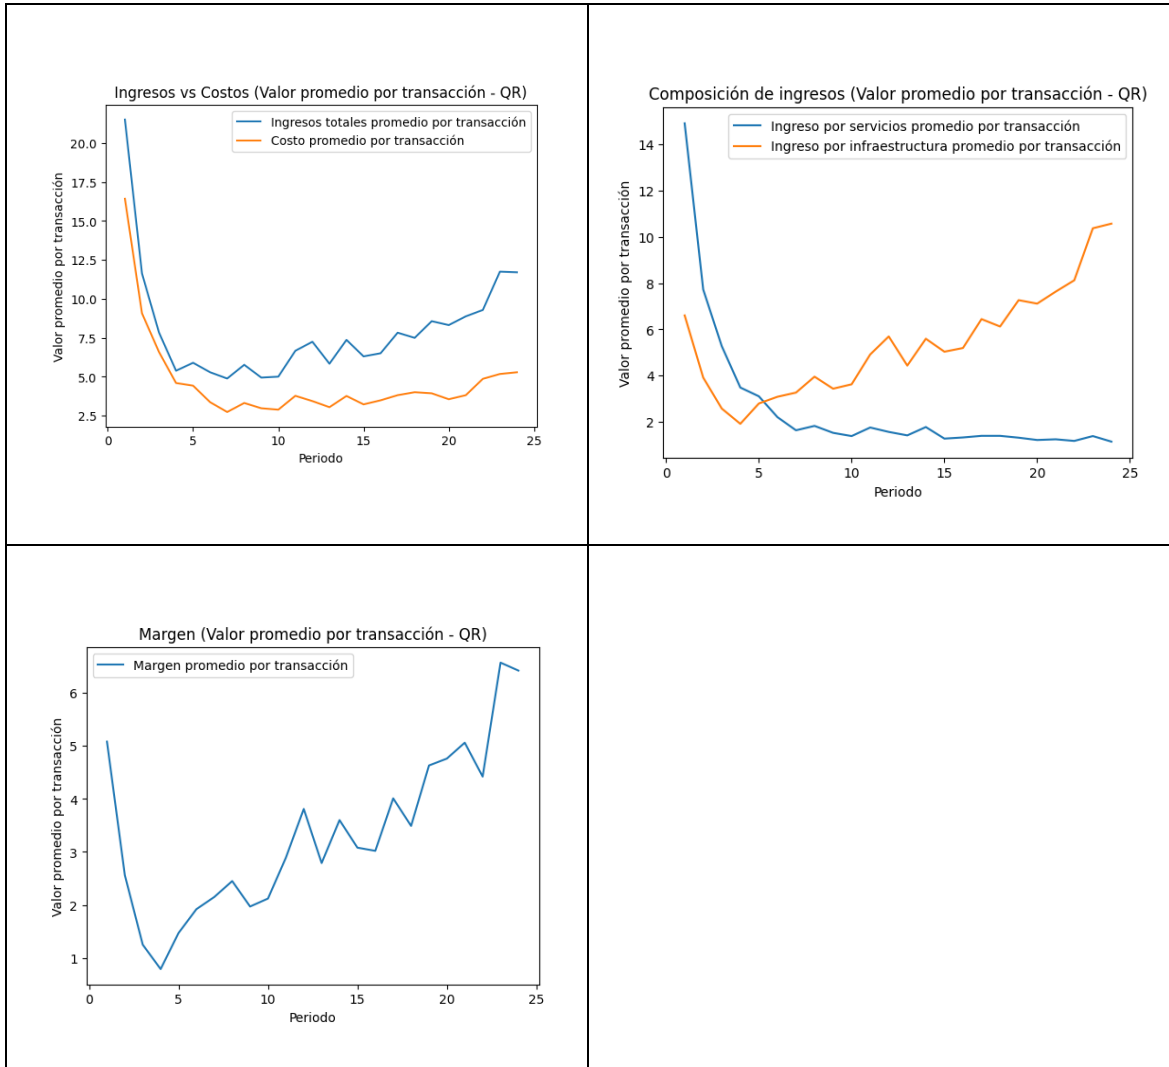 Ingresos vs Costos (Valor promedio por transacción - QR)
Ingresos totales promedio por transacción
Costo promedio por transacción
Valor promedio por transacción
20.0
17.5
15.0
12.5
10.0
7.5
5.0
2.5
0 5 10 15 20 25
Periodo
Composición de ingresos (Valor promedio por transacción - QR)
Ingreso por servicios promedio por transacción
Ingreso por infraestructura promedio por transacción
Valor promedio por transacción
14
12
10
8
6
4
2
0 5 10 15 20 25
Periodo
Margen (Valor promedio por transacción - QR)
Margen promedio por transacción
Valor promedio por transacción
6
5
4
3
2
1
0 5 10 15 20 25
Periodo